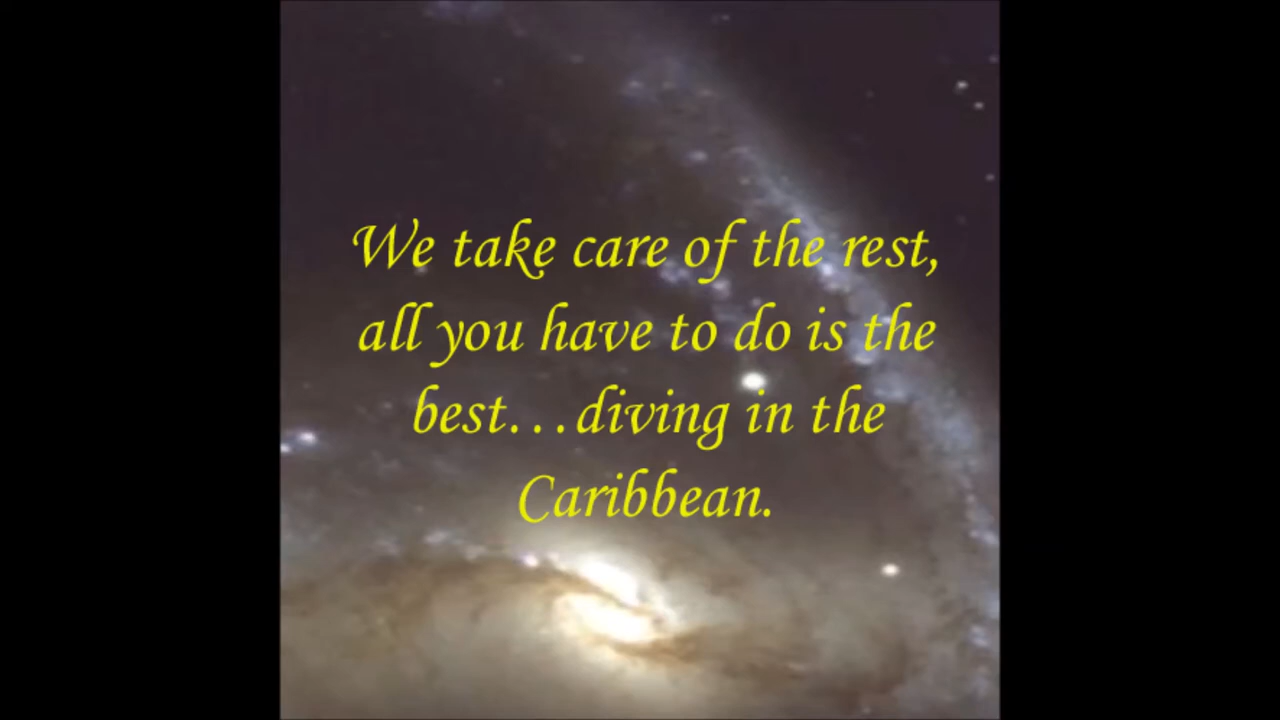 We take care of the rest,
all you have to do is the
best…diving in the
Caribbean.